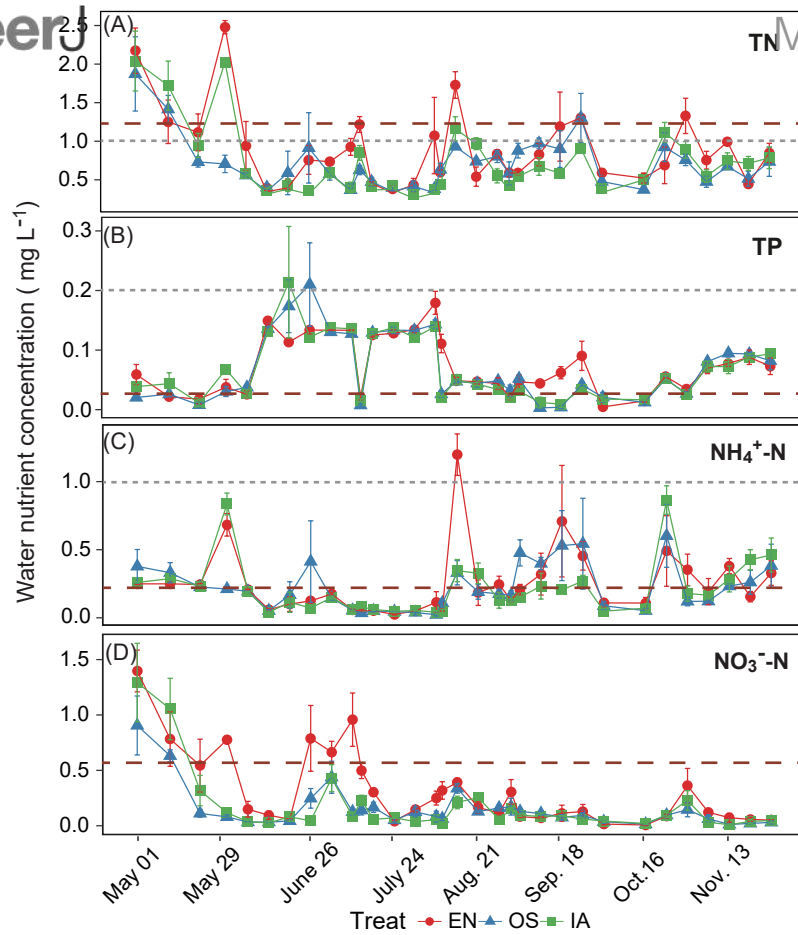 eerJ M
(A)
TN
2.5
2.0
1.5
1.0
0.5
(B)
TP
0.3
0.2
0.1
0.0
(C)
NH₄⁺-N
1.0
0.5
0.0
(D)
NO₃⁻-N
1.5
1.0
0.5
0.0
Water nutrient concentration ( mg L⁻¹)
May 01 May 29 June 26 July 24 Aug. 21 Sep. 18 Oct.16 Nov. 13
Treat EN OS IA